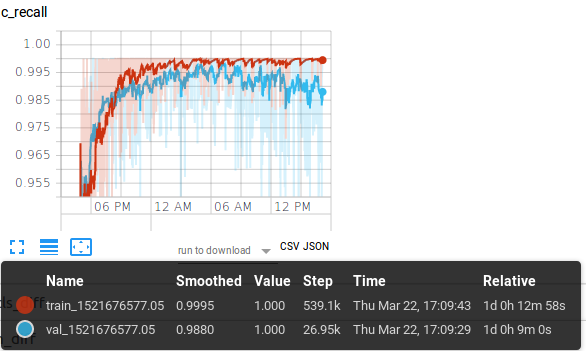 c_recall
1.00
0.995
0.985
0.975
0.965
0.955
06 PM 12 AM 06 AM 12 PM
run to download CSV JSON
Name Smoothed Value Step Time Relative
train_1521676577.05 0.9995 1.000 539.1k Thu Mar 22, 17:09:43 1d 0h 12m 58s
val_1521676577.05 0.9880 1.000 26.95k Thu Mar 22, 17:09:29 1d 0h 9m 0s